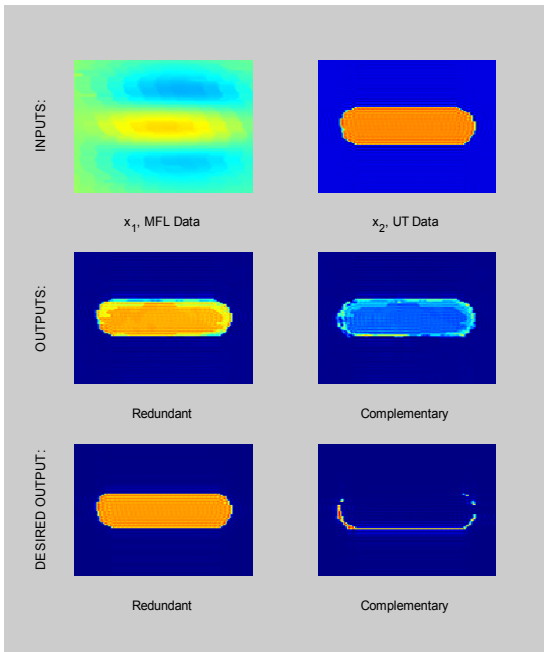 INPUTS:
x1, MFL Data
x2, UT Data
OUTPUTS:
Redundant
Complementary
DESIRED OUTPUT:
Redundant
Complementary